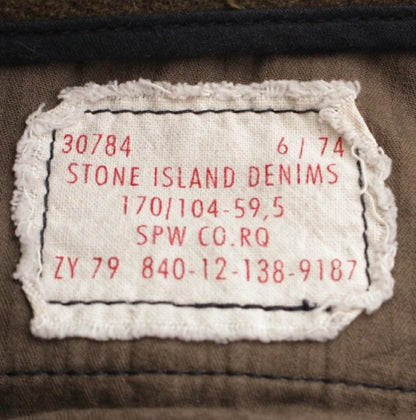 30784 6 / 74
STONE ISLAND DENIMS
170/104-59,5
SPW CO.RQ
ZY 79 840-12-138-9187